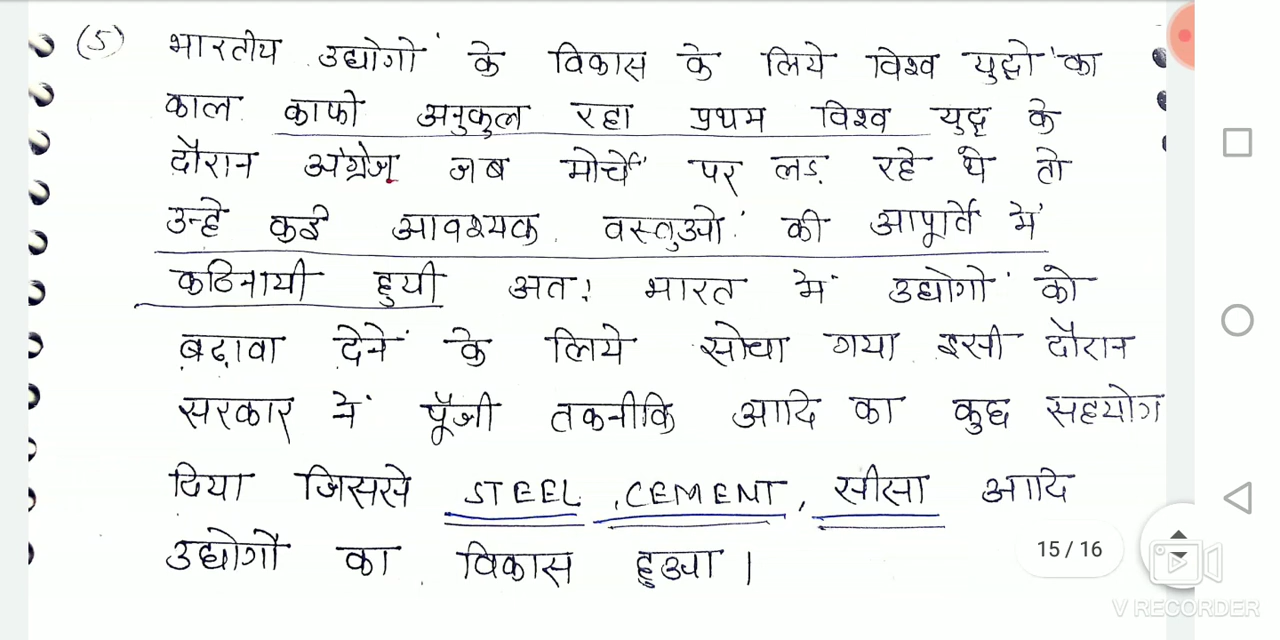 (5) भारतीय उद्योगों के विकास के लिये विश्व युद्धों का
काल काफी अनुकुल रहा प्रथम विश्व युद्ध के
दौरान अंग्रेज जब मोर्चे पर लड़ रहे थे तो
उन्हे कई आवश्यक वस्तुओं की आपूर्ति में
कठिनायी हुयी अतः भारत में उद्योगों को
बढ़ावा देनें के लिये सोचा गया इसी दौरान
सरकार नें पूँजी तकनीकि आदि का कुछ सहयोग
दिया जिससे STEEL, CEMENT, सीसा आदि
उद्योगों का विकास हुआ।
15 / 16
V RECORDER